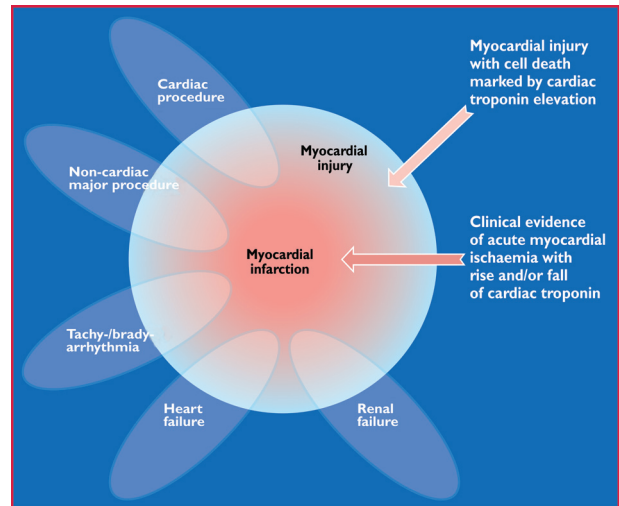 Cardiac
procedure
Myocardial injury
with cell death
marked by cardiac
troponin elevation
Myocardial
injury
Non-cardiac
major procedure
Myocardial
infarction
Clinical evidence
of acute myocardial
ischaemia with
rise and/or fall
of cardiac troponin
Tachy-/brady-
arrhythmia
Heart
failure
Renal
failure